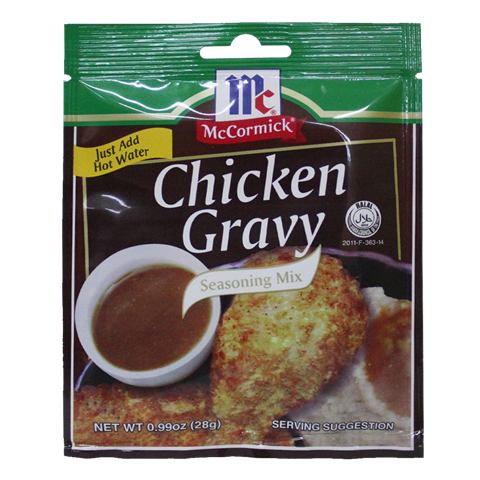 Mc
McCormick®
Just Add
Hot Water
Chicken
Gravy
Seasoning Mix
HALAL
2011-F-363-14
NET WT 0.99oz (28g)
SERVING SUGGESTION